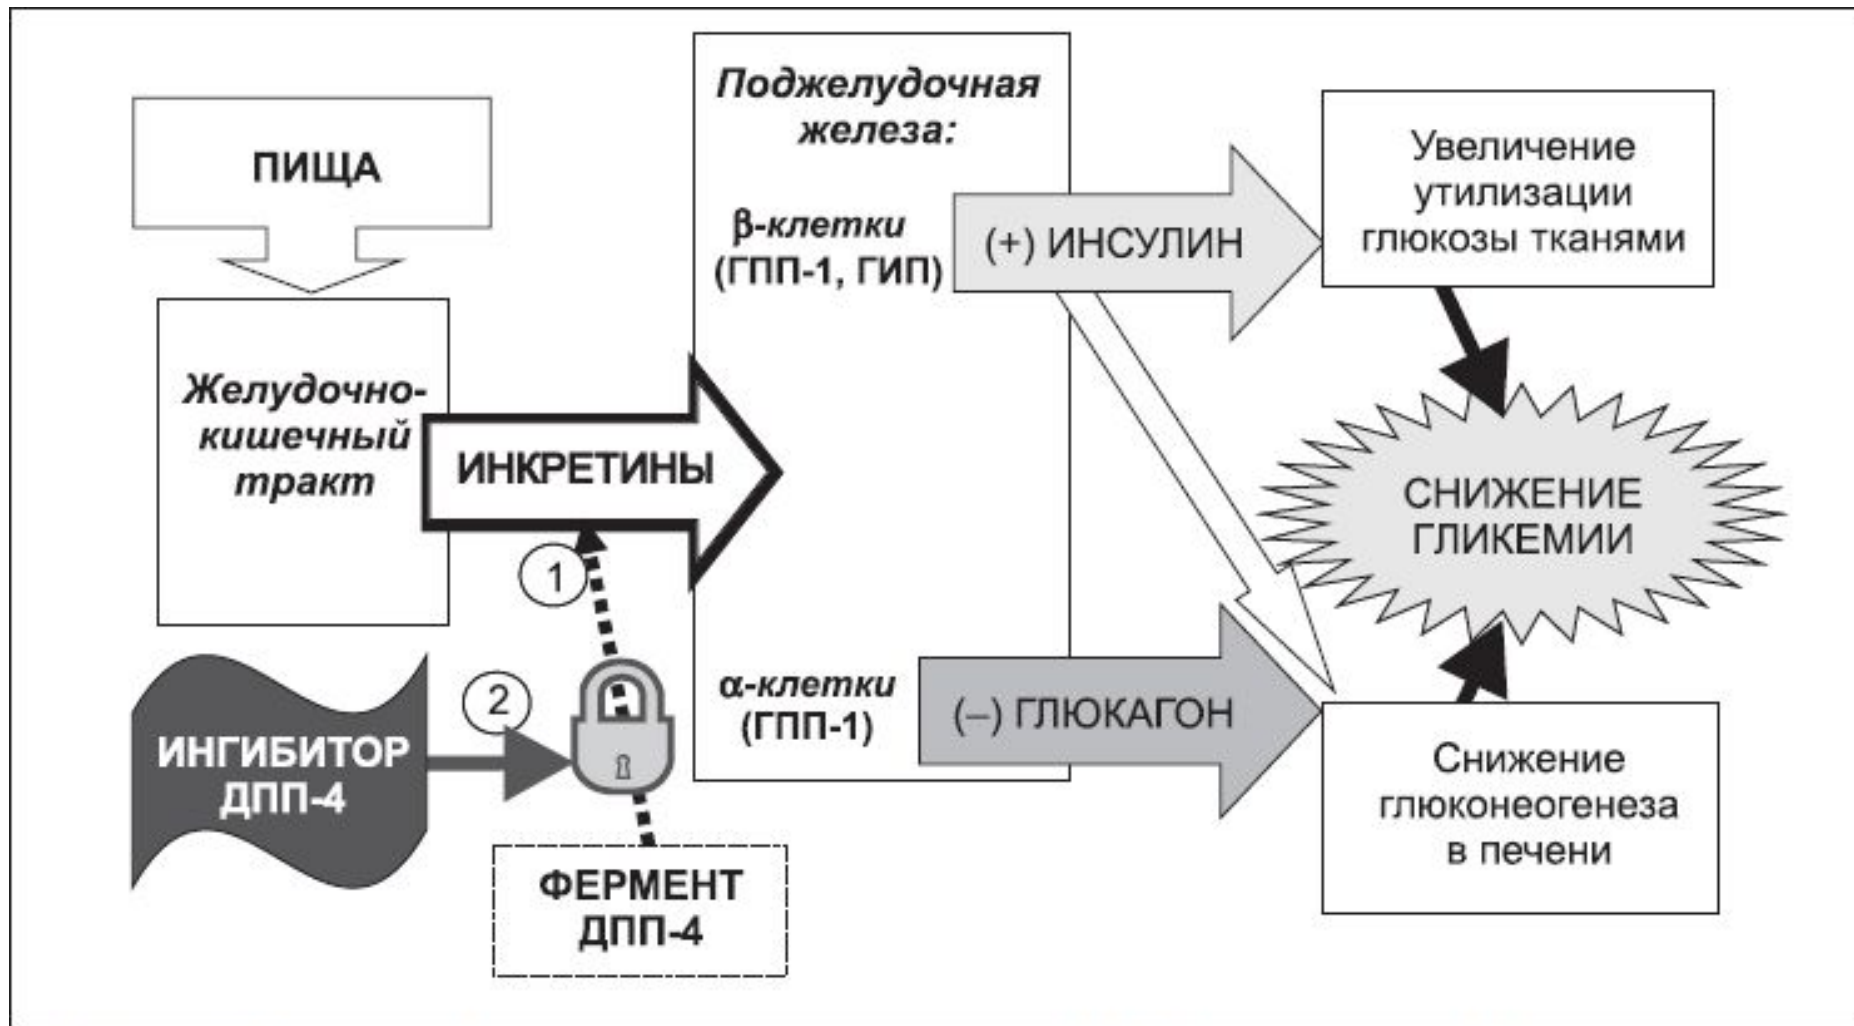 ПИЩА
Желудочно-
кишечный
тракт
ИНКРЕТИНЫ
1
2
ИНГИБИТОР
ДПП-4
ФЕРМЕНТ
ДПП-4
Поджелудочная
железа:
β-клетки
(ГПП-1, ГИП)
(+) ИНСУЛИН
α-клетки
(ГПП-1)
(–) ГЛЮКАГОН
Увеличение
утилизации
глюкозы тканями
СНИЖЕНИЕ
ГЛИКЕМИИ
Снижение
глюконеогенеза
в печени